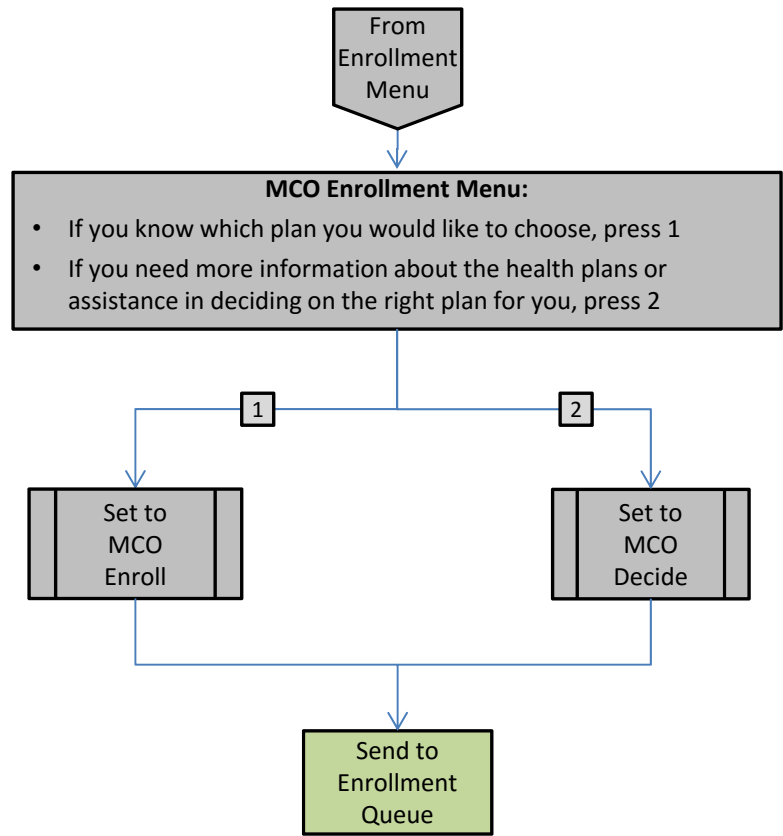 From
Enrollment
Menu
MCO Enrollment Menu:
• If you know which plan you would like to choose, press 1
• If you need more information about the health plans or
assistance in deciding on the right plan for you, press 2
1
2
Set to
MCO
Enroll
Set to
MCO
Decide
Send to
Enrollment
Queue